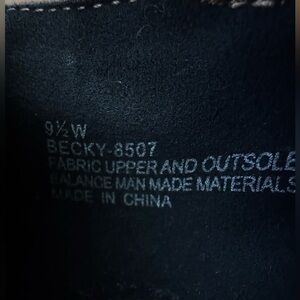 9½W
BECKY-8507
FABRIC UPPER AND OUTSOLE
BALANCE MAN MADE MATERIALS
MADE IN CHINA